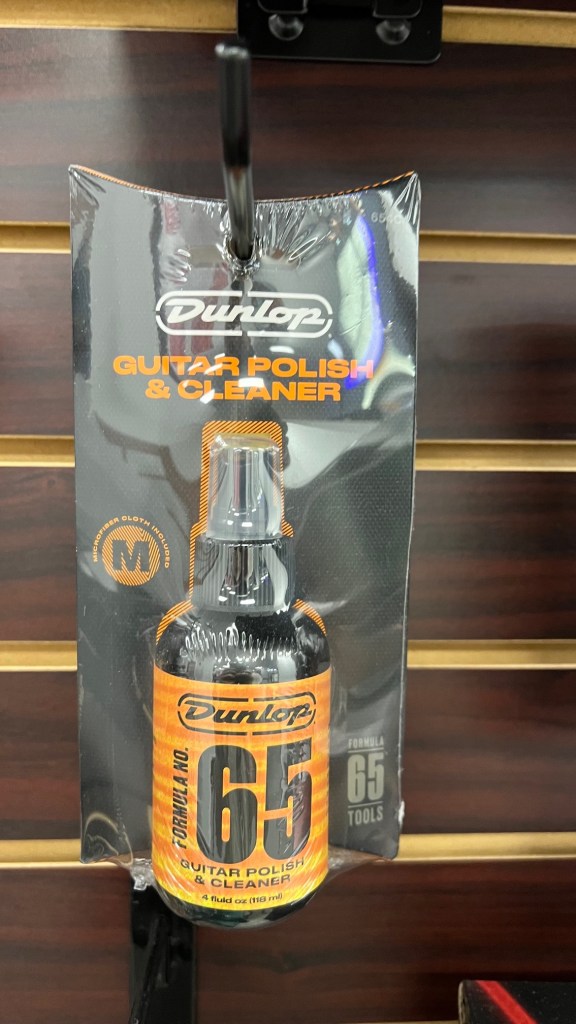 Dunlop
GUITAR POLISH
& CLEANER
MICROFIBER CLOTH INCLUDED
M
Dunlop
FORMULA NO.
65
GUITAR POLISH
& CLEANER
4 fluid oz (118 ml)
FORMULA
65
TOOLS